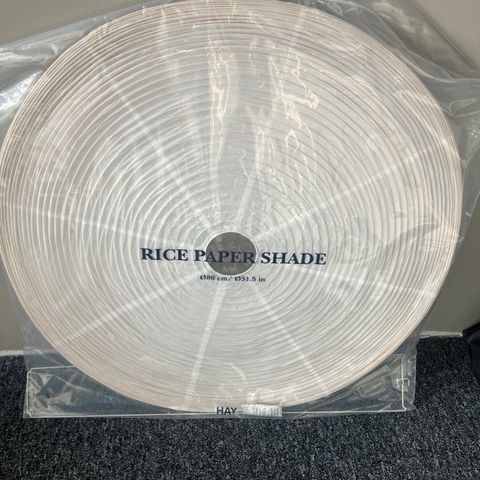 RICE PAPER SHADE
Ø80 cm/ Ø31.5 in
HAY